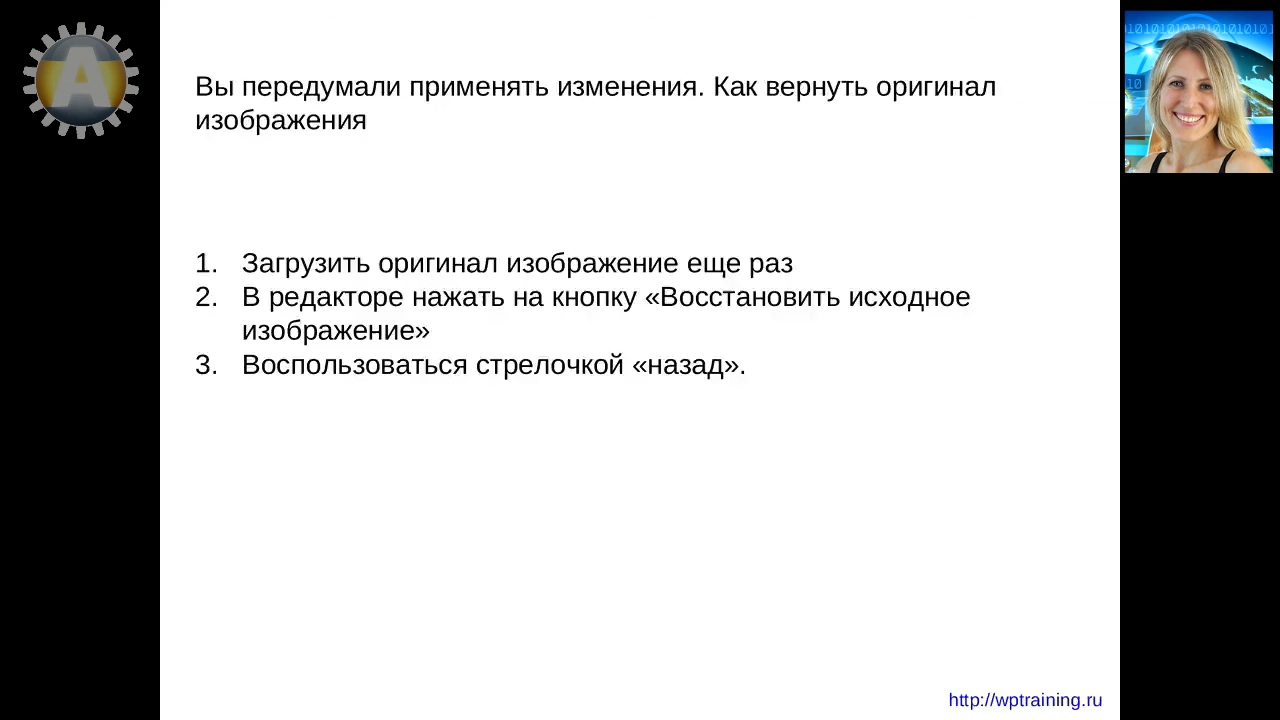 Вы передумали применять изменения. Как вернуть оригинал
изображения
1. Загрузить оригинал изображение еще раз
2. В редакторе нажать на кнопку «Восстановить исходное
изображение»
3. Воспользоваться стрелочкой «назад».
http://wptraining.ru
A